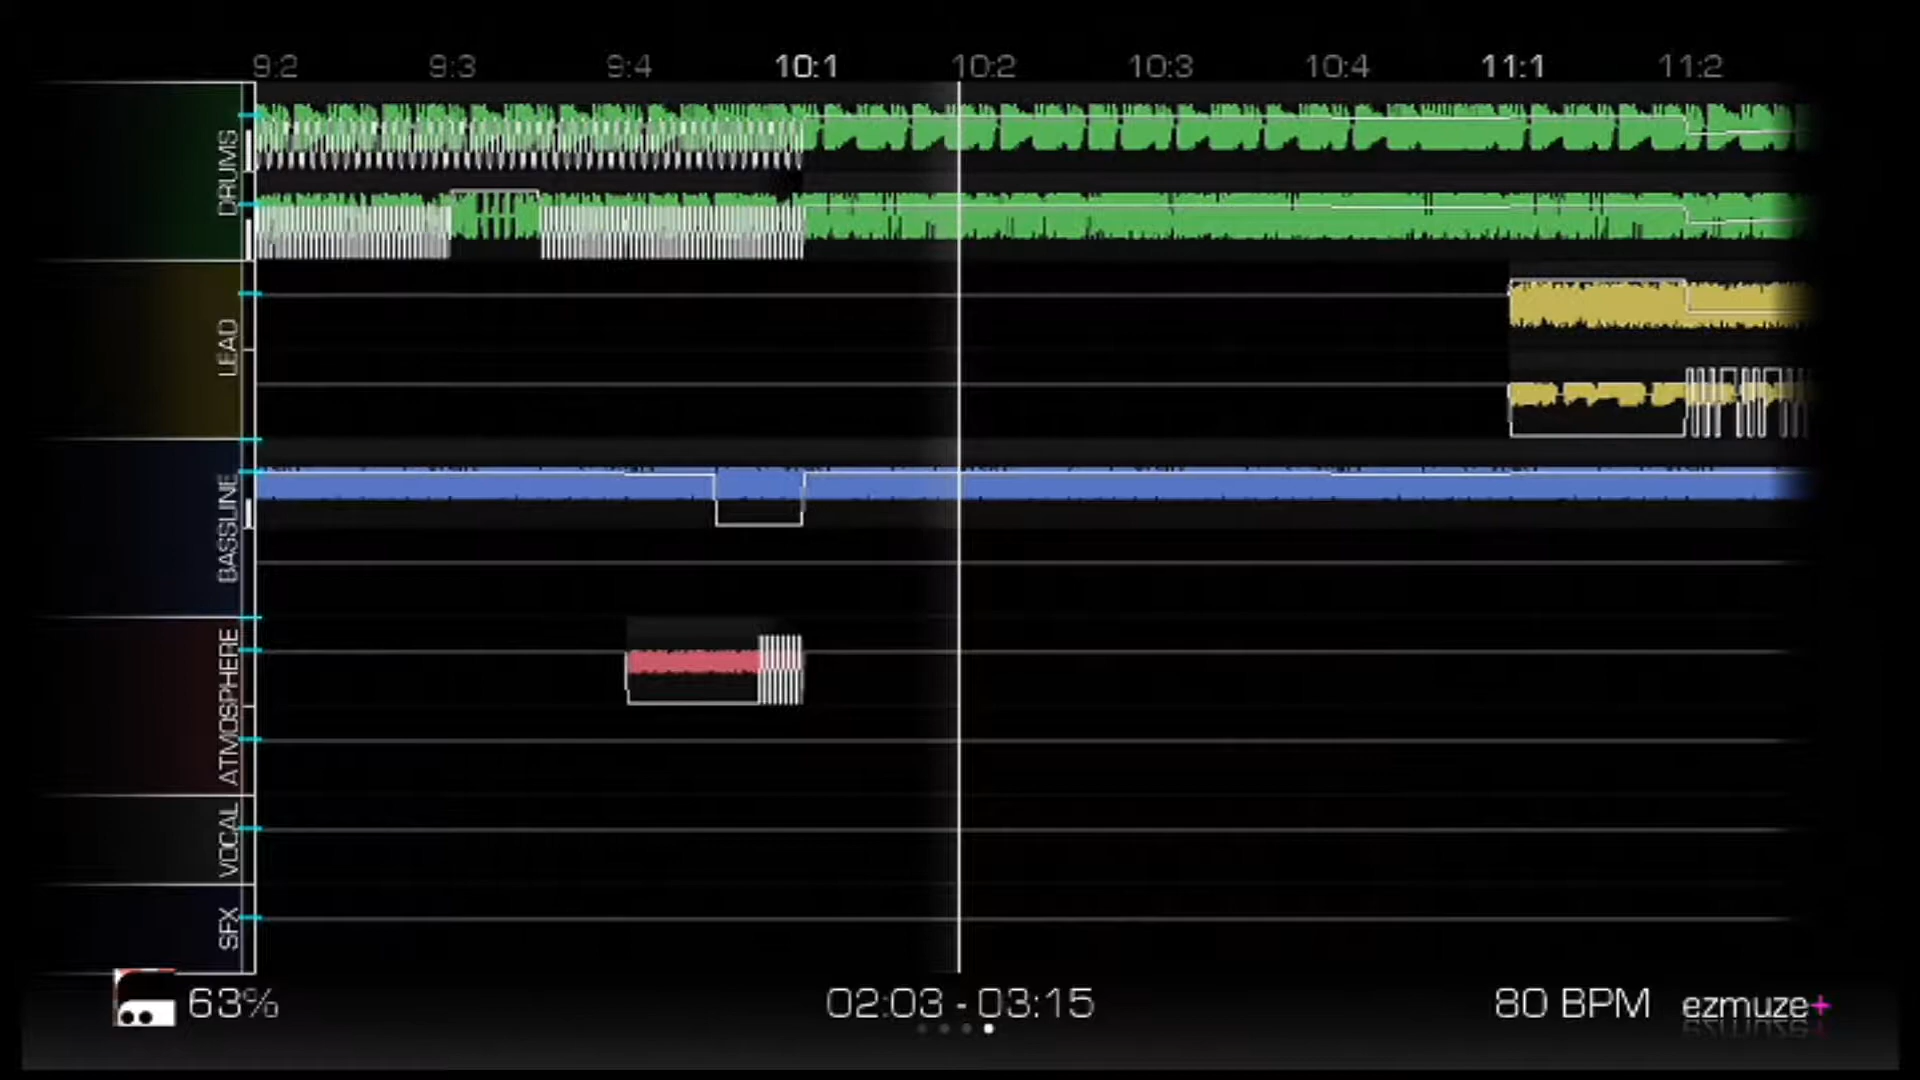 9:2 9:3 9:4 10:1 10:2 10:3 10:4 11:1 11:2
DRUMS
LEAD
BASSLINE
ATMOSPHERE
VOCAL
SFX
63% 02:03 - 03:15 80 BPM ezmuze+